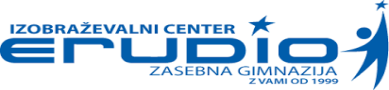 IZOBRAŽEVALNI CENTER
ERUDIO
ZASEBNA GIMNAZIJA
Z VAMI OD 1999